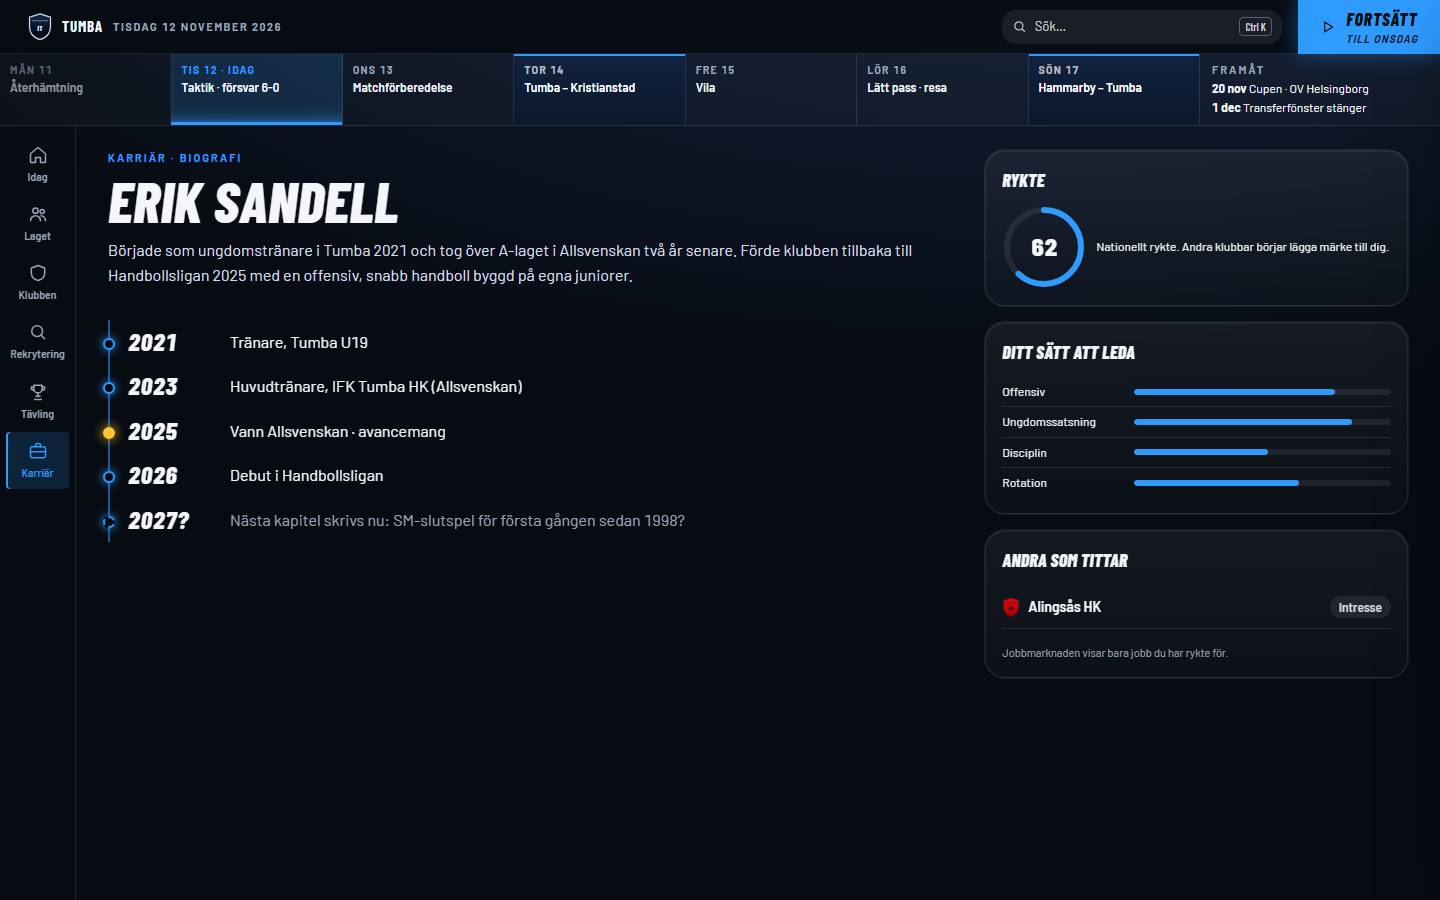 TUMBA TISDAG 12 NOVEMBER 2026
Sök... Ctrl K
FORTSÄTT
TILL ONSDAG
MÅN 11
Återhämtning
TIS 12 · IDAG
Taktik · försvar 6-0
ONS 13
Matchförberedelse
TOR 14
Tumba – Kristianstad
FRE 15
Vila
LÖR 16
Lätt pass · resa
SÖN 17
Hammarby – Tumba
FRAMÅT
20 nov Cupen · OV Helsingborg
1 dec Transferfönster stänger
Idag
Laget
Klubben
Rekrytering
Tävling
Karriär
KARRIÄR · BIOGRAFI
ERIK SANDELL
Började som ungdomstränare i Tumba 2021 och tog över A-laget i Allsvenskan två år senare. Förde klubben tillbaka till
Handbollsligan 2025 med en offensiv, snabb handboll byggd på egna juniorer.
2021 Tränare, Tumba U19
2023 Huvudtränare, IFK Tumba HK (Allsvenskan)
2025 Vann Allsvenskan · avancemang
2026 Debut i Handbollsligan
2027? Nästa kapitel skrivs nu: SM-slutspel för första gången sedan 1998?
RYKTE
62
Nationellt rykte. Andra klubbar börjar lägga märke till dig.
DITT SÄTT ATT LEDA
Offensiv
Ungdomssatsning
Disciplin
Rotation
ANDRA SOM TITTAR
Alingsås HK Intresse
Jobbmarknaden visar bara jobb du har rykte för.